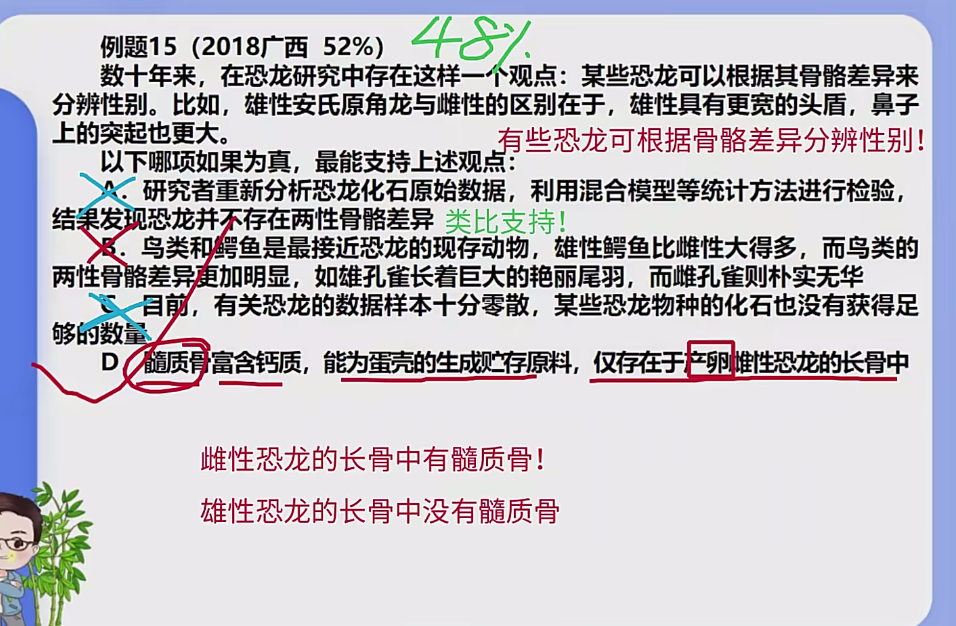 例题15（2018广西 52%） 48%
数十年来，在恐龙研究中存在这样一个观点：某些恐龙可以根据其骨骼差异来
分辨性别。比如，雄性安氏原角龙与雌性的区别在于，雄性具有更宽的头盾，鼻子
上的突起也更大。
有些恐龙可根据骨骼差异分辨性别！
以下哪项如果为真，最能支持上述观点：
A．研究者重新分析恐龙化石原始数据，利用混合模型等统计方法进行检验，
结果发现恐龙并不存在两性骨骼差异 类比支持！
B．鸟类和鳄鱼是最接近恐龙的现存动物，雄性鳄鱼比雌性大得多，而鸟类的
两性骨骼差异更加明显，如雄孔雀长着巨大的艳丽尾羽，而雌孔雀则朴实无华
C．目前，有关恐龙的数据样本十分零散，某些恐龙物种的化石也没有获得足
够的数量
D．髓质骨富含钙质，能为蛋壳的生成贮存原料，仅存在于产卵雌性恐龙的长骨中
雌性恐龙的长骨中有髓质骨！
雄性恐龙的长骨中没有髓质骨